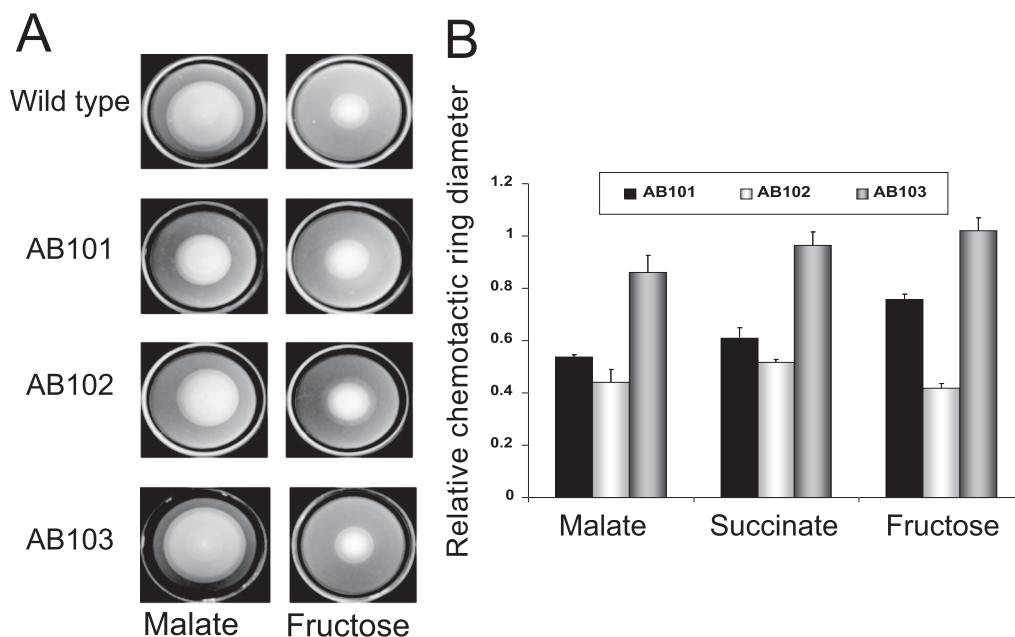 A
Wild type
AB101
AB102
AB103
Malate Fructose
B
Relative chemotactic ring diameter
AB101 AB102 AB103
1.2
1
0.8
0.6
0.4
0.2
0
Malate Succinate Fructose